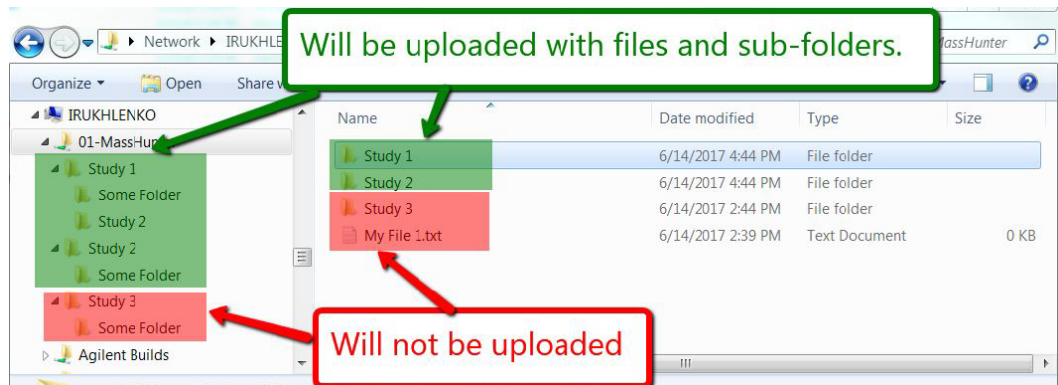 Will be uploaded with files and sub-folders.
Network IRUKHLE
assHunter
Organize Open Share
IRUKHLENKO
01-MassHun
Study 1
Some Folder
Study 2
Study 2
Some Folder
Study 3
Some Folder
Agilent Builds
Name Date modified Type Size
Study 1 6/14/2017 4:44 PM File folder
Study 2 6/14/2017 4:44 PM File folder
Study 3 6/14/2017 2:44 PM File folder
My File 1.txt 6/14/2017 2:39 PM Text Document 0 KB
Will not be uploaded